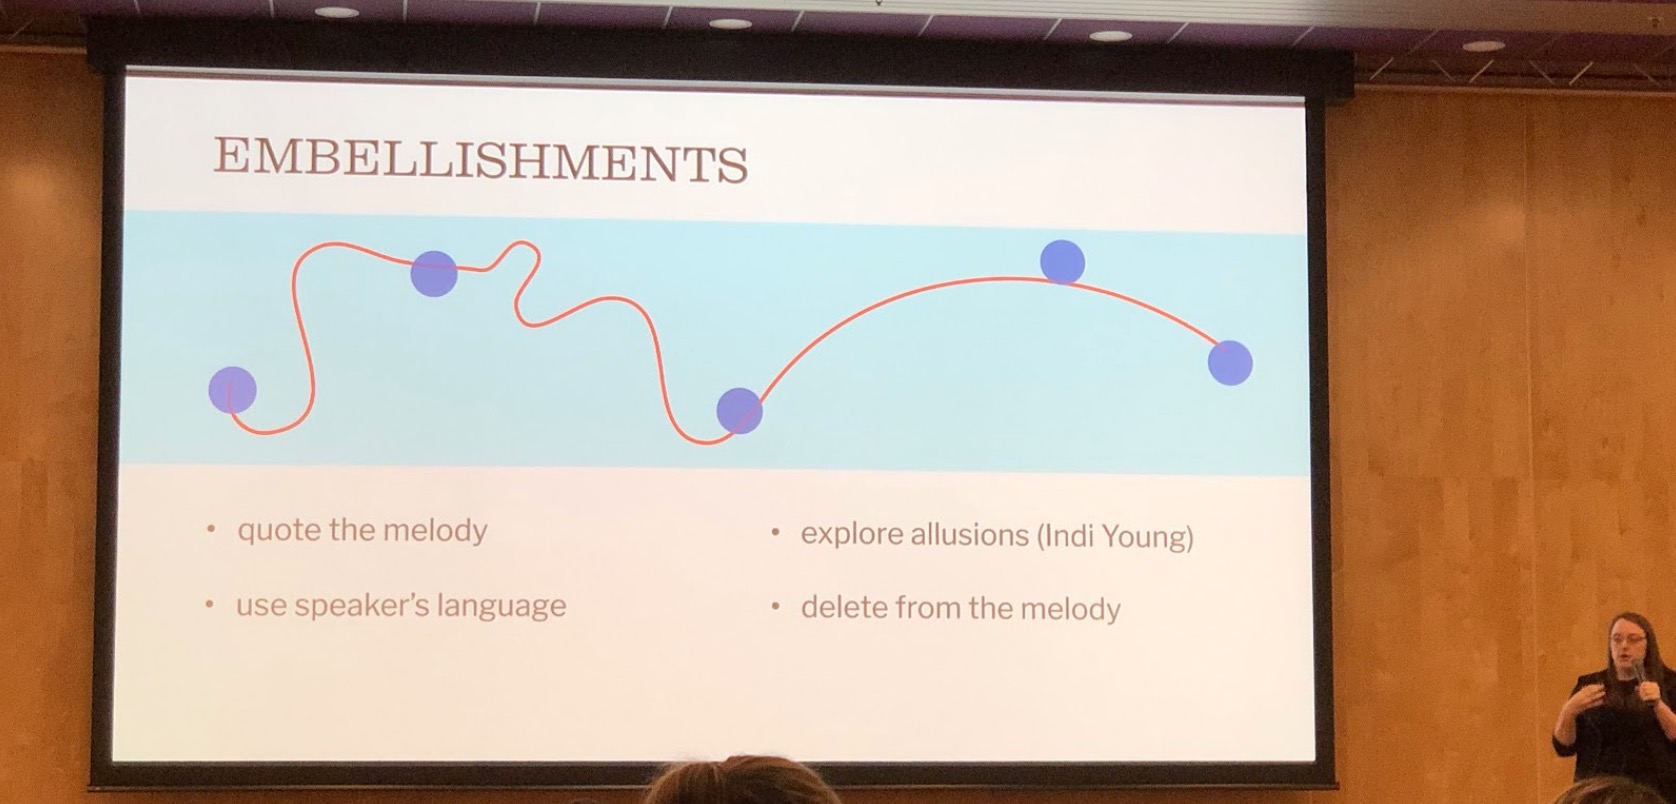 EMBELLISHMENTS
• quote the melody
• use speaker’s language
• explore allusions (Indi Young)
• delete from the melody